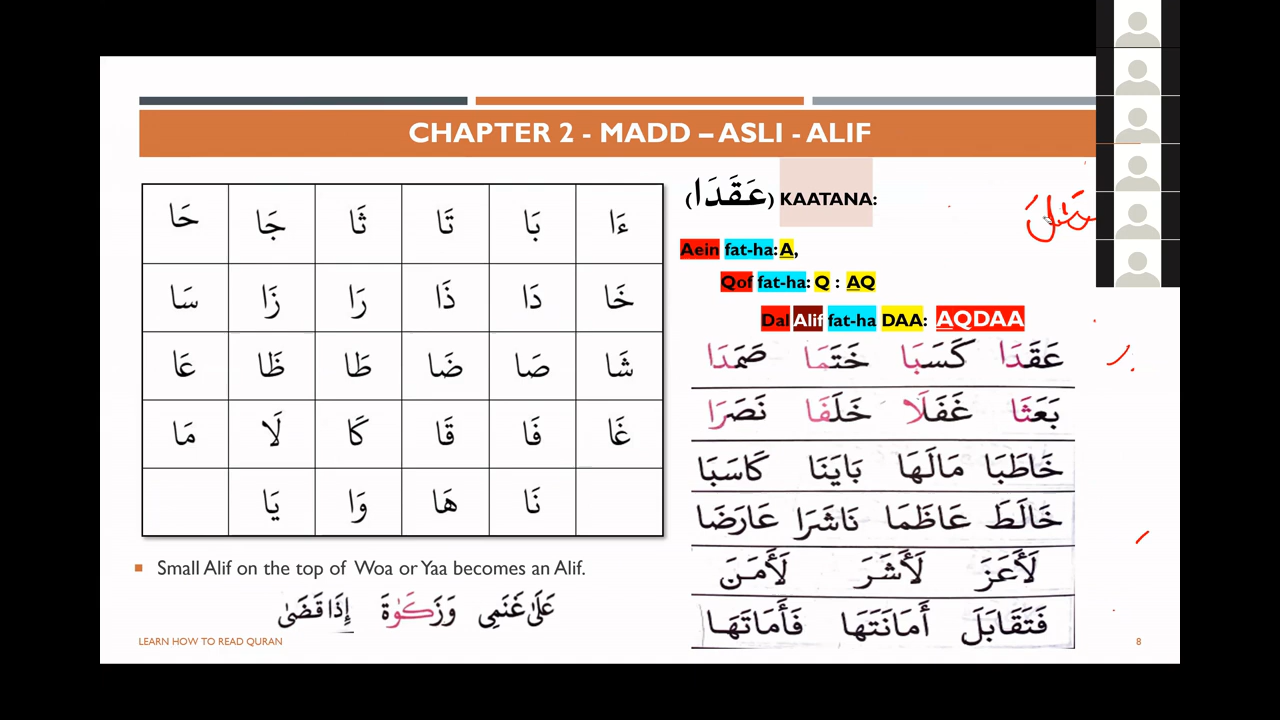 CHAPTER 2 - MADD – ASLI - ALIF
ءَا بَا تَا ثَا جَا حَا
خَا دَا ذَا رَا زَا سَا
شَا صَا ضَا طَا ظَا عَا
غَا فَا قَا كَا لَا مَا
نَا هَا وَا يَا
Small Alif on the top of Woa or Yaa becomes an Alif.
عَلٰى غَنَمِى وَزَكٰوةَ إِذَا قَضٰى
LEARN HOW TO READ QURAN
(عَقَدَا) KAATANA:
Aein fat-ha: A,
Qof fat-ha: Q : AQ
Dal Alif fat-ha DAA: AQDAA
عَقَدَا كَسَبَا خَتَمَا صَمَدَا
بَعَثَا غَفَلَا خَلَفَا نَصَرَا
خَاطَبَا مَالَهَا بَايَنَا كَاسَبَا
خَالَطَ عَاظَمَا نَاشَرَا عَارَضَا
لَأَعَزَ لَأَشَرَ لَأَمَنَ
فَتَقَابَلَ أَمَانَتَهَا فَأَمَاتَهَا
8